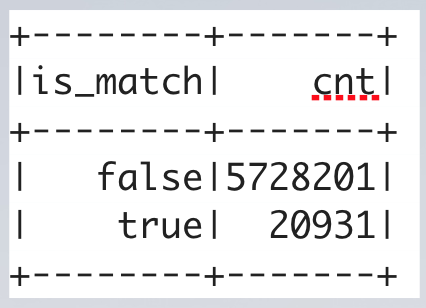 +--------+-------+
|is_match|    cnt|
+--------+-------+
|   false|5728201|
|    true|  20931|
+--------+-------+